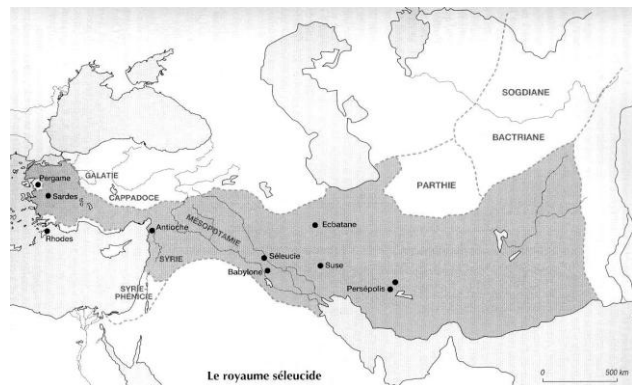 SOGDIANE
BACTRIANE
PARTHIE
GALATIE
Pergame
Sardes
CAPPADOCE
Rhodes
Antioche
MÉSOPOTAMIE
Ecbatane
SYRIE
Séleucie
Babylone
Suse
SYRIE-
PHÉNICIE
Persépolis
Le royaume séleucide
0 500 km